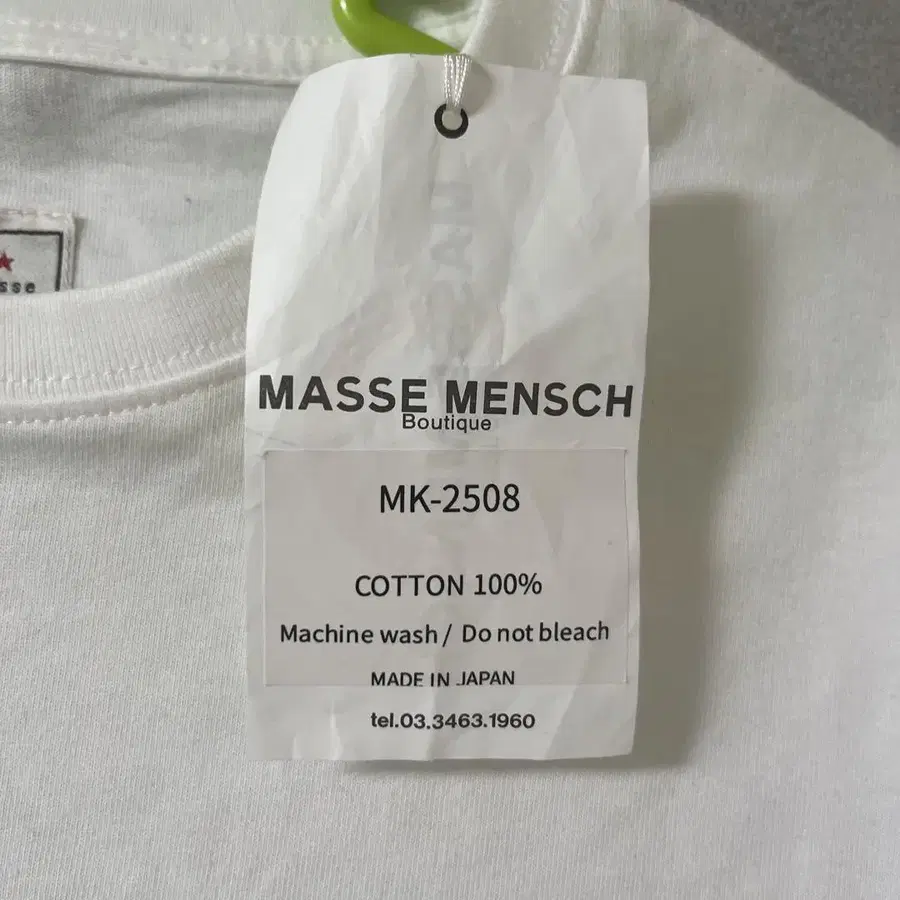 sse
MASSE MENSCH
Boutique
MK-2508
COTTON 100%
Machine wash / Do not bleach
MADE IN JAPAN
tel.03.3463.1960